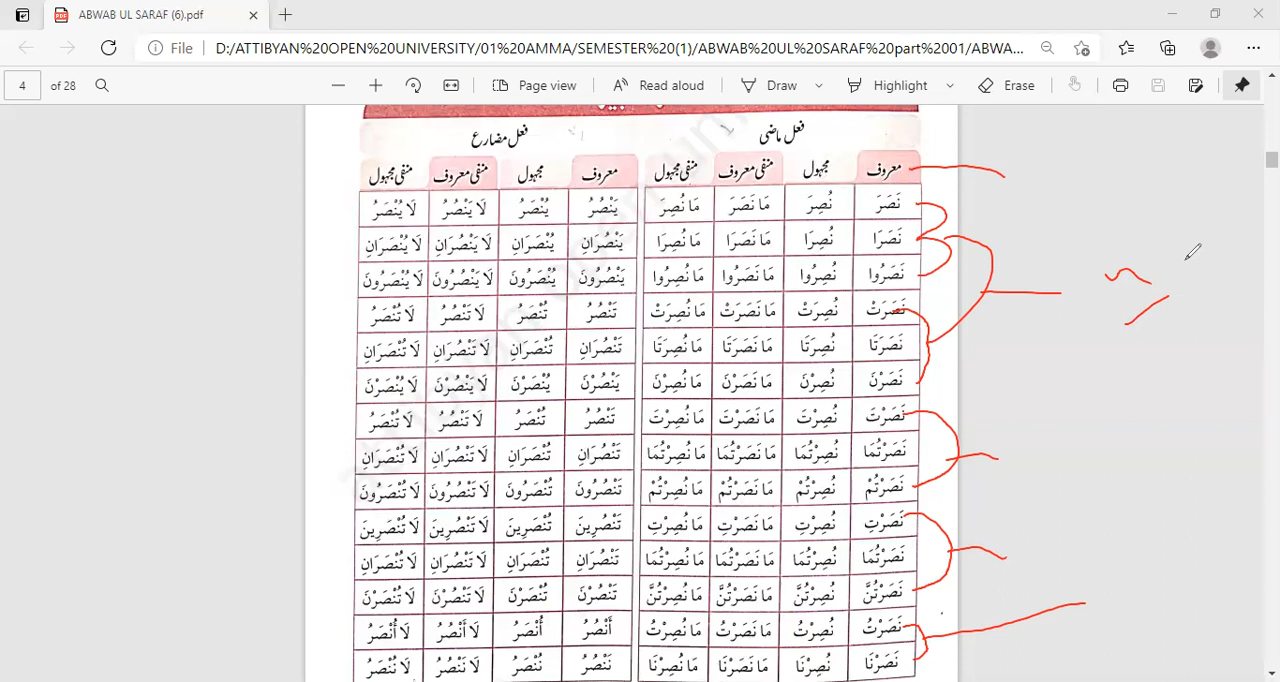 ABWAB UL SARAF (6).pdf
File D:/ATTIBYAN%20OPEN%20UNIVERSITY/01%20AMMA/SEMESTER%20(1)/ABWAB%20UL%20SARAF%20part%2001/ABWA...
4 of 28 Page view Read aloud Draw Highlight Erase
فعل ماضی فعل مضارع
معروف مجہول منفی معروف منفی مجہول معروف مجہول منفی معروف منفی مجہول
نَصَرَ نُصِرَ مَا نَصَرَ مَا نُصِرَ يَنْصُرُ يُنْصَرُ لَا يَنْصُرُ لَا يُنْصَرُ
نَصَرَا نُصِرَا مَا نَصَرَا مَا نُصِرَا يَنْصُرَانِ يُنْصَرَانِ لَا يَنْصُرَانِ لَا يُنْصَرَانِ
نَصَرُوا نُصِرُوا مَا نَصَرُوا مَا نُصِرُوا يَنْصُرُونَ يُنْصَرُونَ لَا يَنْصُرُونَ لَا يُنْصَرُونَ
نَصَرَتْ نُصِرَتْ مَا نَصَرَتْ مَا نُصِرَتْ تَنْصُرُ تُنْصَرُ لَا تَنْصُرُ لَا تُنْصَرُ
نَصَرَتَا نُصِرَتَا مَا نَصَرَتَا مَا نُصِرَتَا تَنْصُرَانِ تُنْصَرَانِ لَا تَنْصُرَانِ لَا تُنْصَرَانِ
نَصَرْنَ نُصِرْنَ مَا نَصَرْنَ مَا نُصِرْنَ يَنْصُرْنَ يُنْصَرْنَ لَا يَنْصُرْنَ لَا يُنْصَرْنَ
نَصَرْتَ نُصِرْتَ مَا نَصَرْتَ مَا نُصِرْتَ تَنْصُرُ تُنْصَرُ لَا تَنْصُرُ لَا تُنْصَرُ
نَصَرْتُمَا نُصِرْتُمَا مَا نَصَرْتُمَا مَا نُصِرْتُمَا تَنْصُرَانِ تُنْصَرَانِ لَا تَنْصُرَانِ لَا تُنْصَرَانِ
نَصَرْتُمْ نُصِرْتُمْ مَا نَصَرْتُمْ مَا نُصِرْتُمْ تَنْصُرُونَ تُنْصَرُونَ لَا تَنْصُرُونَ لَا تُنْصَرُونَ
نَصَرْتِ نُصِرْتِ مَا نَصَرْتِ مَا نُصِرْتِ تَنْصُرِينَ تُنْصَرِينَ لَا تَنْصُرِينَ لَا تُنْصَرِينَ
نَصَرْتُمَا نُصِرْتُمَا مَا نَصَرْتُمَا مَا نُصِرْتُمَا تَنْصُرَانِ تُنْصَرَانِ لَا تَنْصُرَانِ لَا تُنْصَرَانِ
نَصَرْتُنَّ نُصِرْتُنَّ مَا نَصَرْتُنَّ مَا نُصِرْتُنَّ تَنْصُرْنَ تُنْصَرْنَ لَا تَنْصُرْنَ لَا تُنْصَرْنَ
نَصَرْتُ نُصِرْتُ مَا نَصَرْتُ مَا نُصِرْتُ أَنْصُرُ أُنْصَرُ لَا أَنْصُرُ لَا أُنْصَرُ
نَصَرْنَا نُصِرْنَا مَا نَصَرْنَا مَا نُصِرْنَا نَنْصُرُ نُنْصَرُ لَا نَنْصُرُ لَا نُنْصَرُ